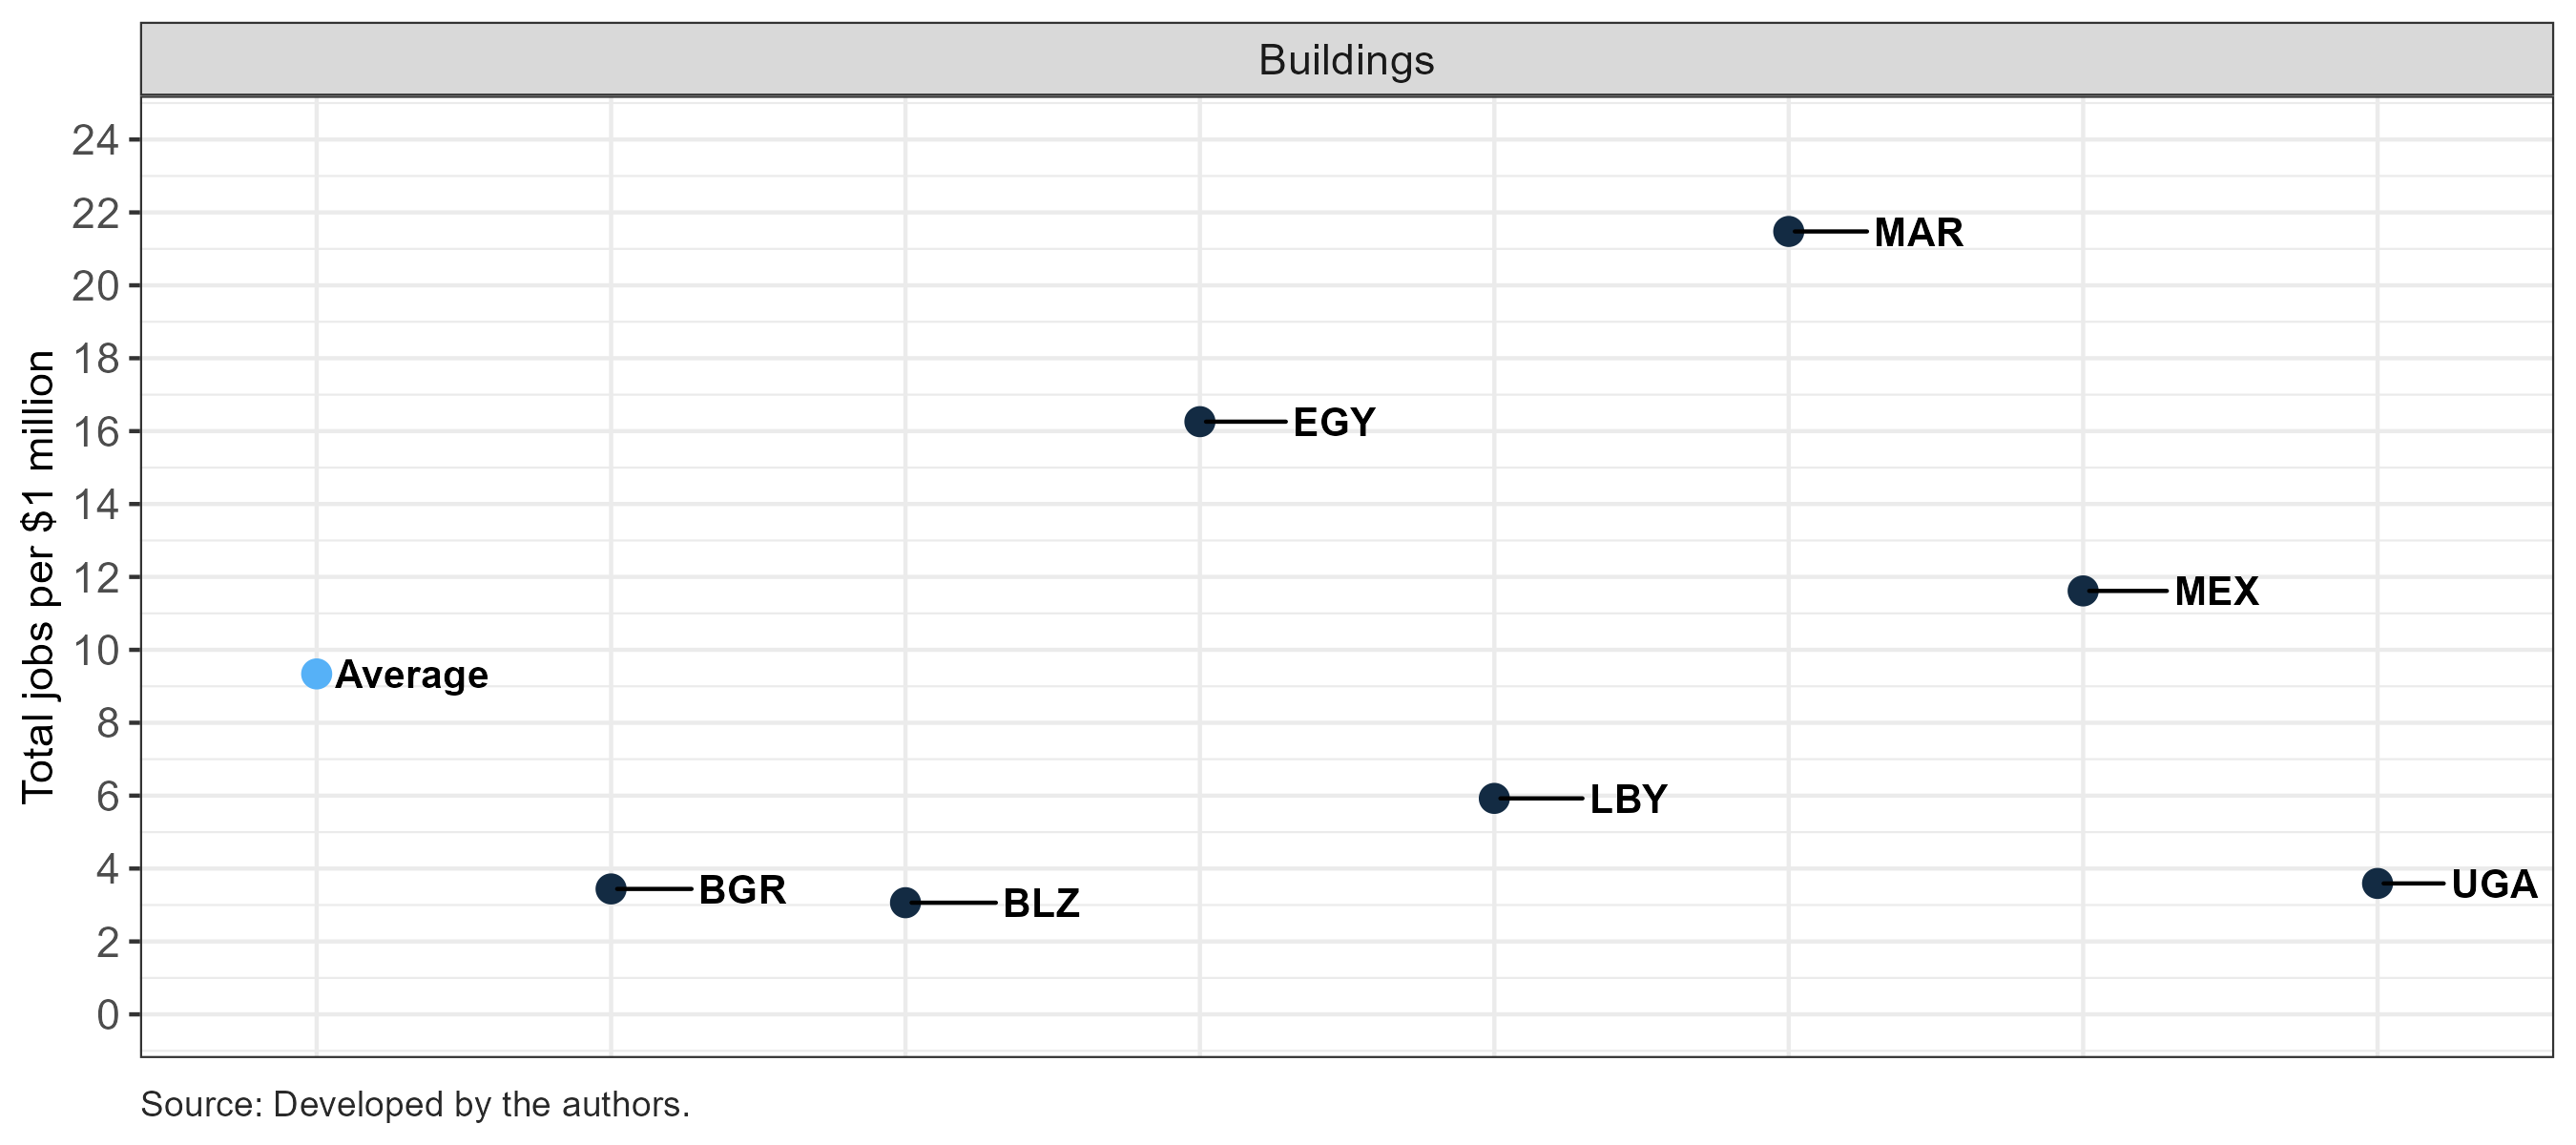 Buildings
Total jobs per $1 million
24
22
20
18
16
14
12
10
8
6
4
2
0
MAR
EGY
MEX
Average
LBY
UGA
BGR
BLZ
Source: Developed by the authors.